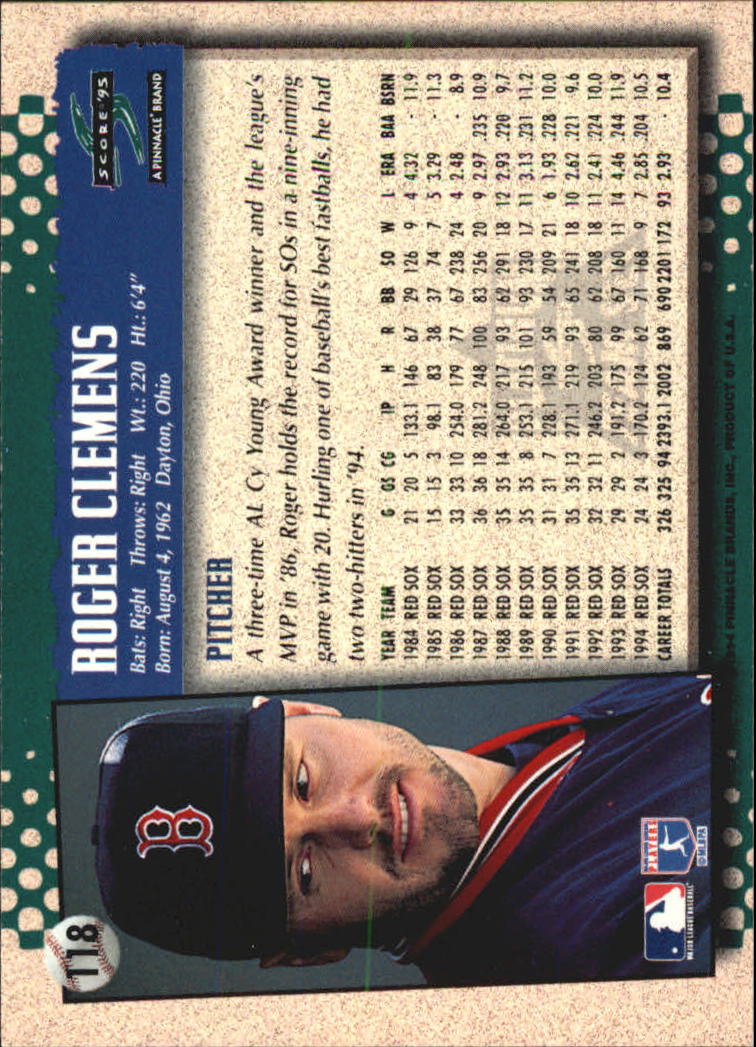 118
ROGER CLEMENS
Bats: Right Throws: Right Wt.: 220 Ht.: 6'4"
Born: August 4, 1962 Dayton, Ohio
SCORE '95
A PINNACLE BRAND
PITCHER
A three-time AL Cy Young Award winner and the league's
MVP in '86, Roger holds the record for SOs in a nine-inning
game with 20. Hurling one of baseball's best fastballs, he had
two two-hitters in '94.
YEAR TEAM G GS CG IP H R BB SO W L ERA BAA BSRN
1984 RED SOX 21 20 5 133.1 146 67 29 126 9 4 4.32 - 11.9
1985 RED SOX 15 15 3 98.1 83 38 37 74 7 5 3.29 - 11.3
1986 RED SOX 33 33 10 254.0 179 77 67 238 24 4 2.48 - 8.9
1987 RED SOX 36 36 18 281.2 248 100 83 256 20 9 2.97 .235 10.9
1988 RED SOX 35 35 14 264.0 217 93 62 291 18 12 2.93 .220 9.7
1989 RED SOX 35 35 8 253.1 215 101 93 230 17 11 3.13 .231 11.2
1990 RED SOX 31 31 7 228.1 193 59 54 209 21 6 1.93 .228 10.0
1991 RED SOX 35 35 13 271.1 219 93 65 241 18 10 2.62 .221 9.6
1992 RED SOX 32 32 11 246.2 203 80 62 208 18 11 2.41 .224 10.0
1993 RED SOX 29 29 2 191.2 175 99 67 160 11 14 4.46 .244 11.9
1994 RED SOX 24 24 3 170.2 124 62 71 168 9 7 2.85 .204 10.5
CAREER TOTALS 326 325 94 2393.1 2002 869 690 2201 172 93 2.93 - 10.4
B
PLAYERS
©MLBPA
MAJOR LEAGUE BASEBALL
PINNACLE BRANDS, INC., PRODUCT OF U.S.A.